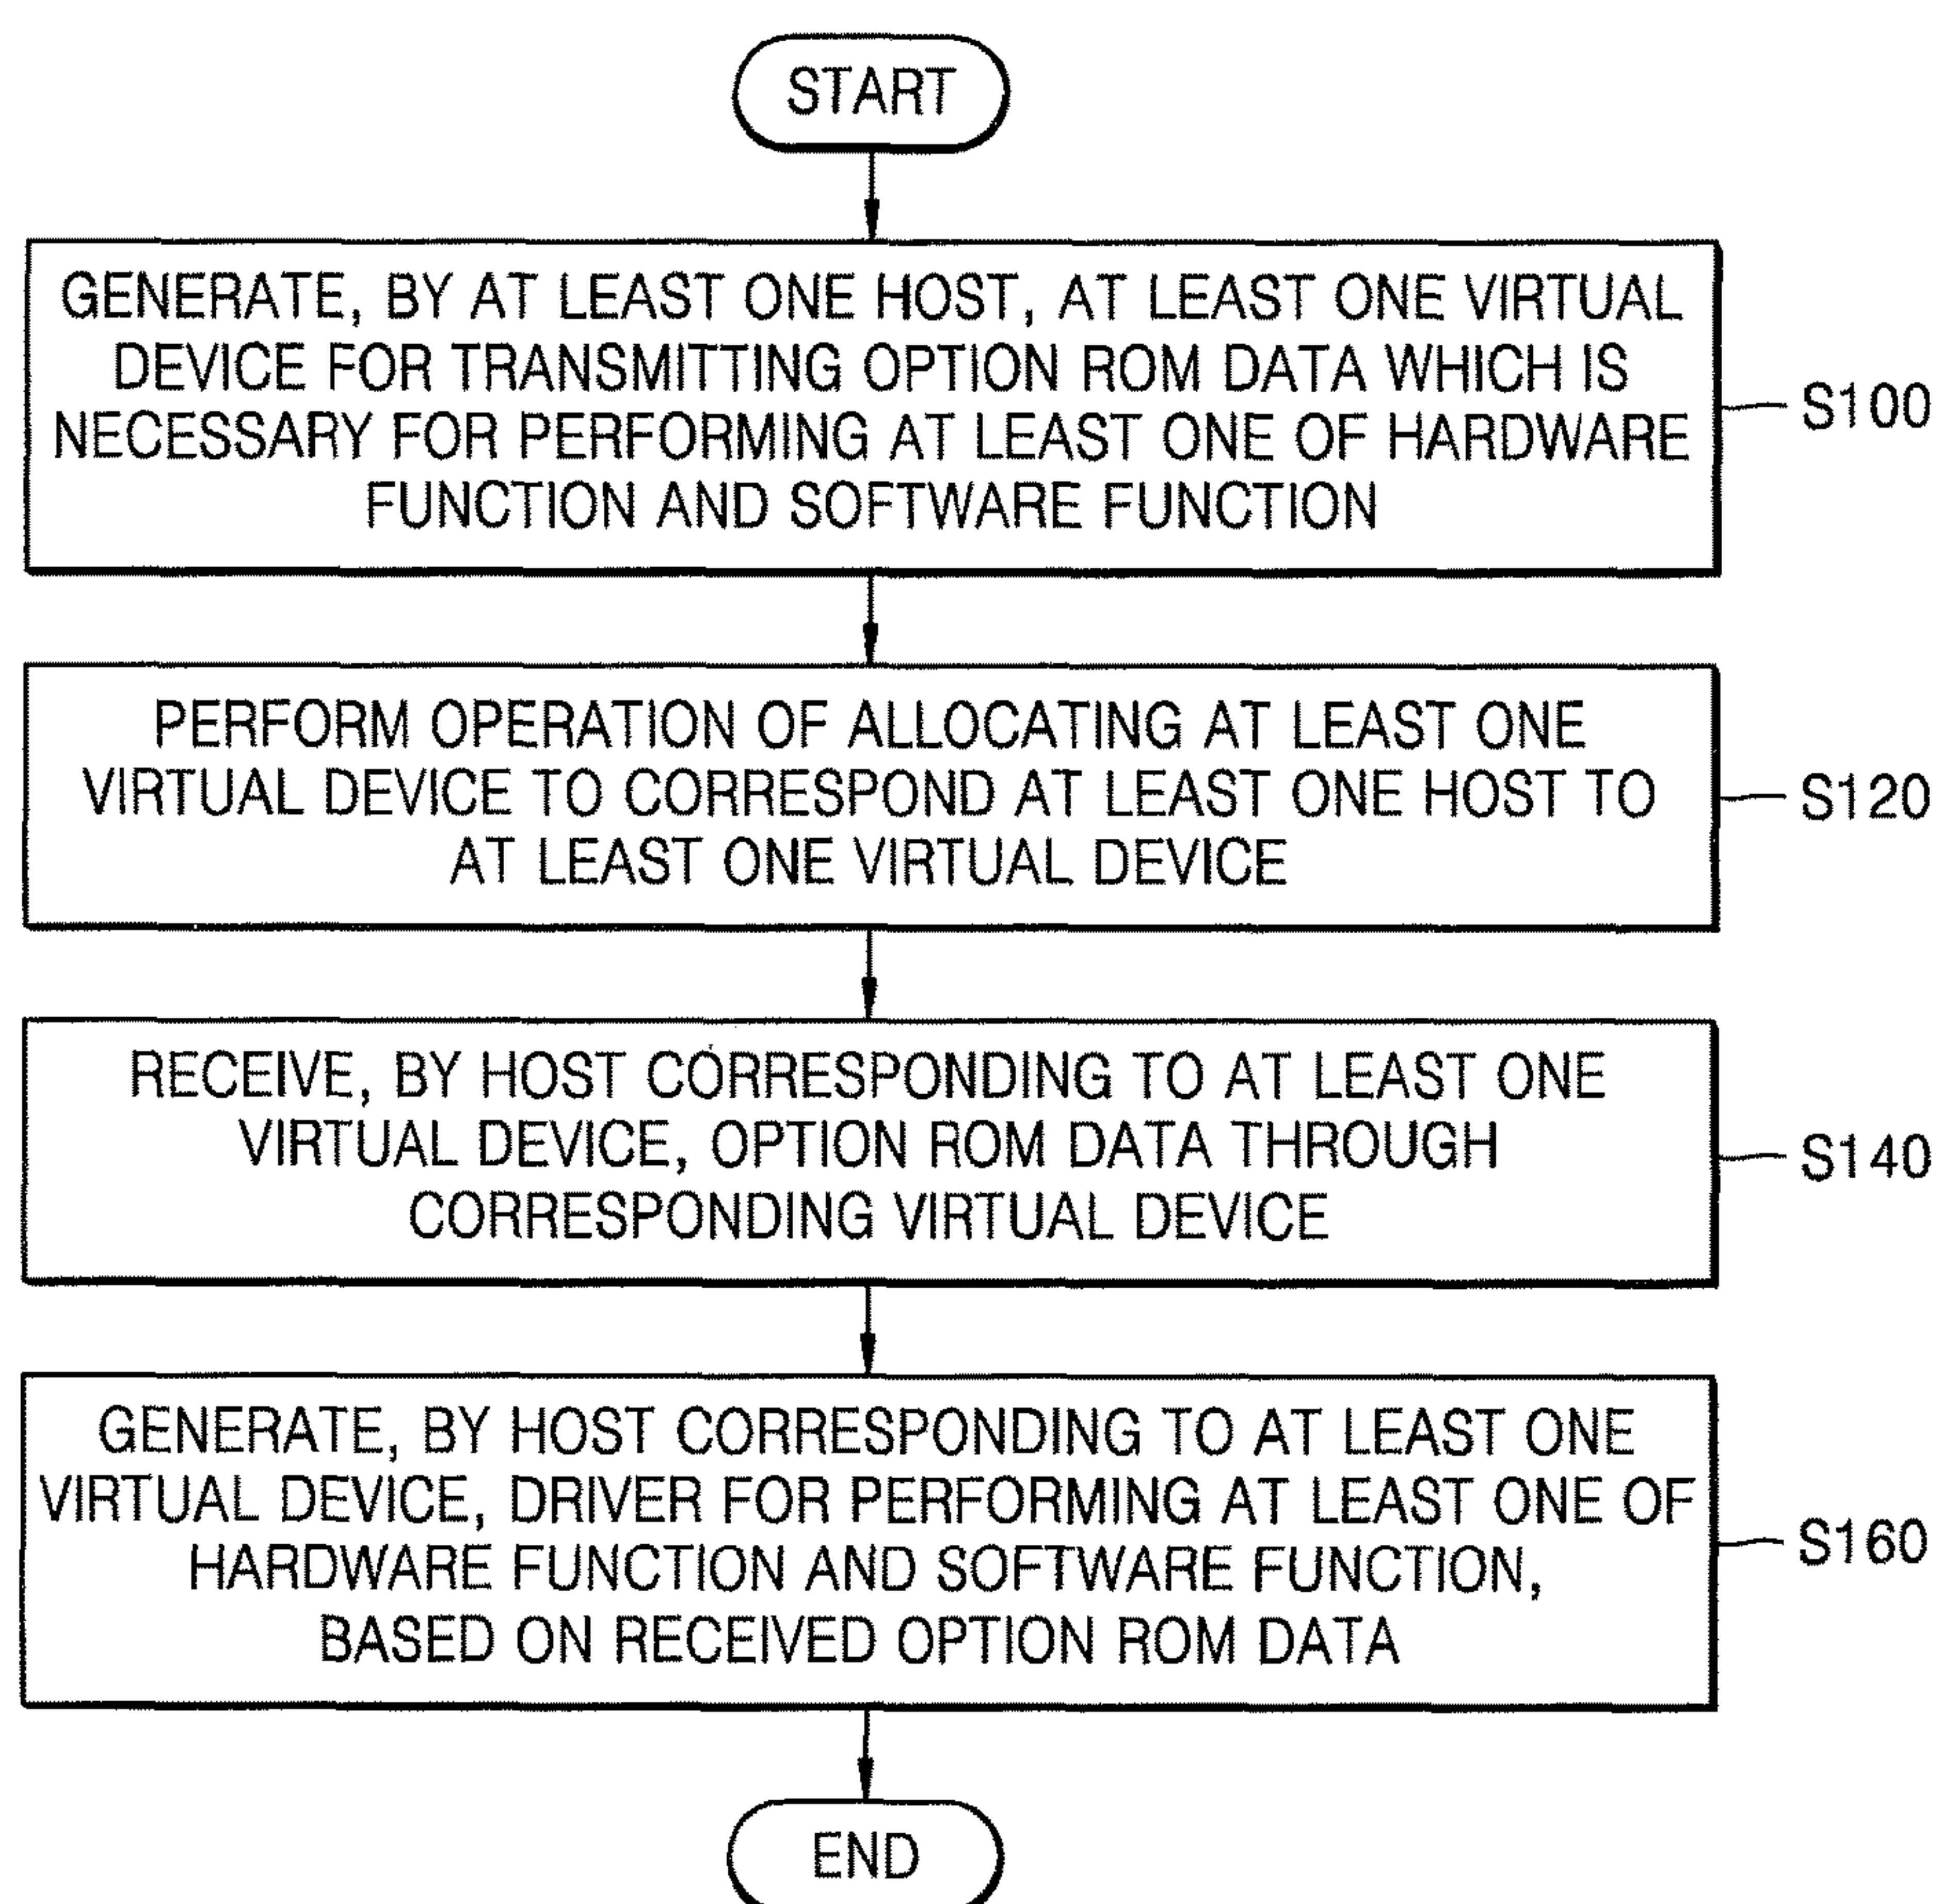 START
GENERATE, BY AT LEAST ONE HOST, AT LEAST ONE VIRTUAL
DEVICE FOR TRANSMITTING OPTION ROM DATA WHICH IS
NECESSARY FOR PERFORMING AT LEAST ONE OF HARDWARE
FUNCTION AND SOFTWARE FUNCTION
S100
PERFORM OPERATION OF ALLOCATING AT LEAST ONE
VIRTUAL DEVICE TO CORRESPOND AT LEAST ONE HOST TO
AT LEAST ONE VIRTUAL DEVICE
S120
RECEIVE, BY HOST CORRESPONDING TO AT LEAST ONE
VIRTUAL DEVICE, OPTION ROM DATA THROUGH
CORRESPONDING VIRTUAL DEVICE
S140
GENERATE, BY HOST CORRESPONDING TO AT LEAST ONE
VIRTUAL DEVICE, DRIVER FOR PERFORMING AT LEAST ONE OF
HARDWARE FUNCTION AND SOFTWARE FUNCTION,
BASED ON RECEIVED OPTION ROM DATA
S160
END